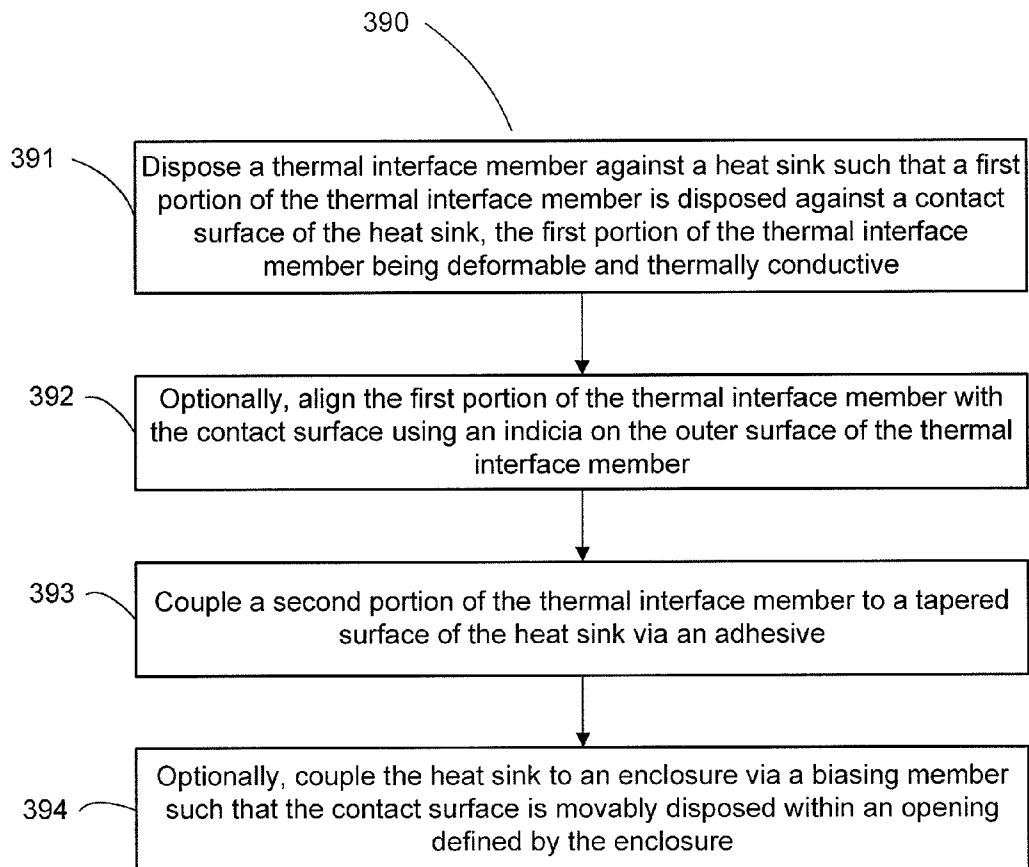 390
391
Dispose a thermal interface member against a heat sink such that a first
portion of the thermal interface member is disposed against a contact
surface of the heat sink, the first portion of the thermal interface
member being deformable and thermally conductive
392
Optionally, align the first portion of the thermal interface member with
the contact surface using an indicia on the outer surface of the thermal
interface member
393
Couple a second portion of the thermal interface member to a tapered
surface of the heat sink via an adhesive
394
Optionally, couple the heat sink to an enclosure via a biasing member
such that the contact surface is movably disposed within an opening
defined by the enclosure